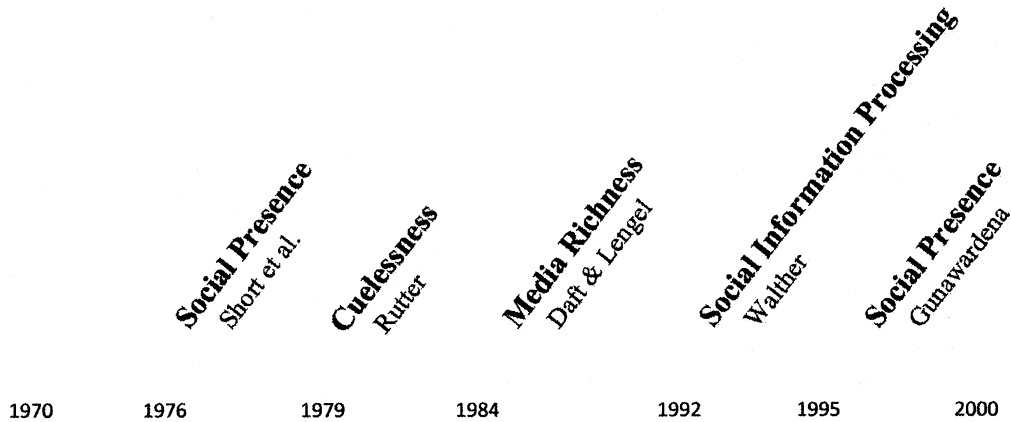 Social Presence
Short et al.
Cuelessness
Rutter
Media Richness
Daft & Lengel
Social Information Processing
Walther
Social Presence
Gunawardena
1970 1976 1979 1984 1992 1995 2000